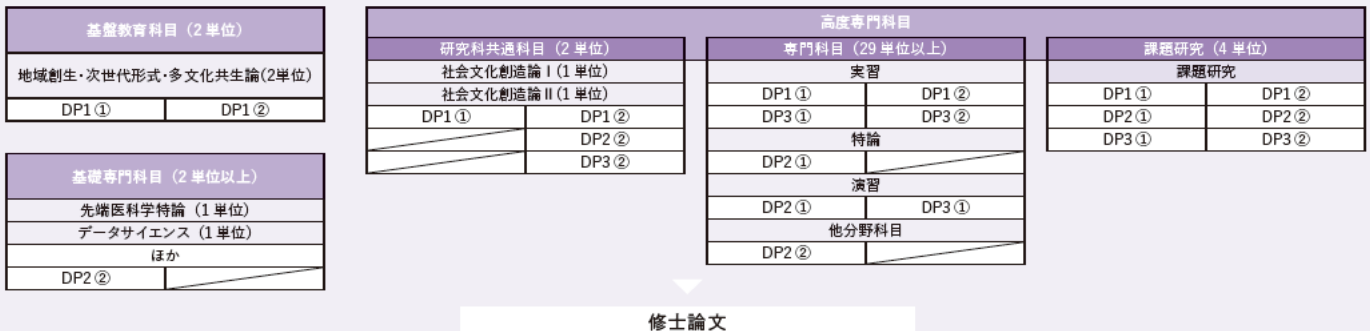 基盤教育科目（2単位）
地域創生・次世代形式・多文化共生論(2単位)
DP1① DP1②
基礎専門科目（2単位以上）
先端医科学特論（1単位）
データサイエンス（1単位）
ほか
DP2②
高度専門科目
研究科共通科目（2単位）
社会文化創造論Ⅰ(1単位)
社会文化創造論Ⅱ(1単位)
DP1① DP1②
DP2②
DP3②
専門科目（29単位以上）
実習
DP1① DP1②
DP3① DP3②
特論
DP2①
演習
DP2① DP3①
他分野科目
DP2②
課題研究（4単位）
課題研究
DP1① DP1②
DP2① DP2②
DP3① DP3②
修士論文